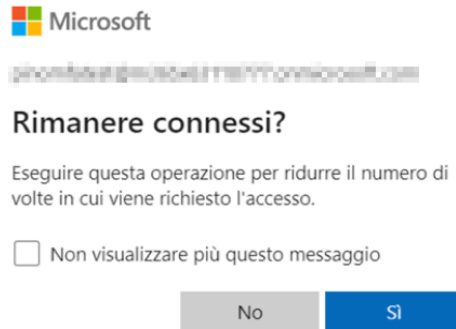 Microsoft
Rimanere connessi?
Eseguire questa operazione per ridurre il numero di
volte in cui viene richiesto l'accesso.
Non visualizzare più questo messaggio
No
Sì